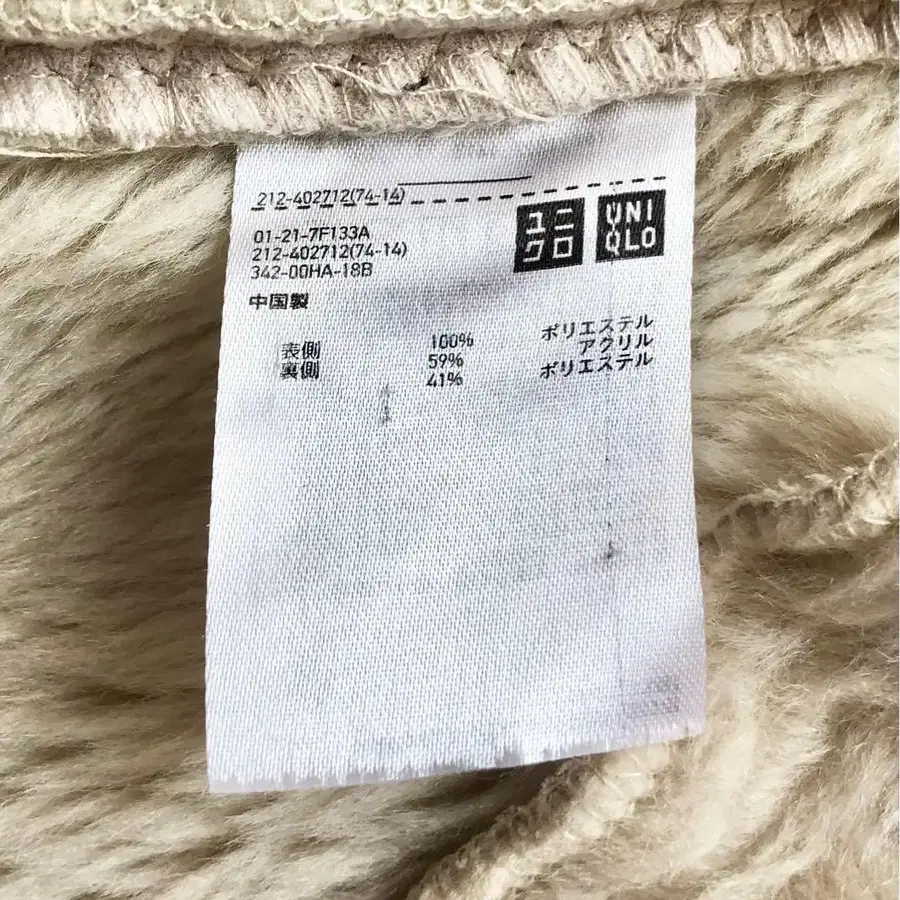 212-402712(74-14)
ユニクロ
UNIQLO
01-21-7F133A
212-402712(74-14)
342-00HA-18B
中国製
表側 100% ポリエステル
裏側 59% アクリル
41% ポリエステル